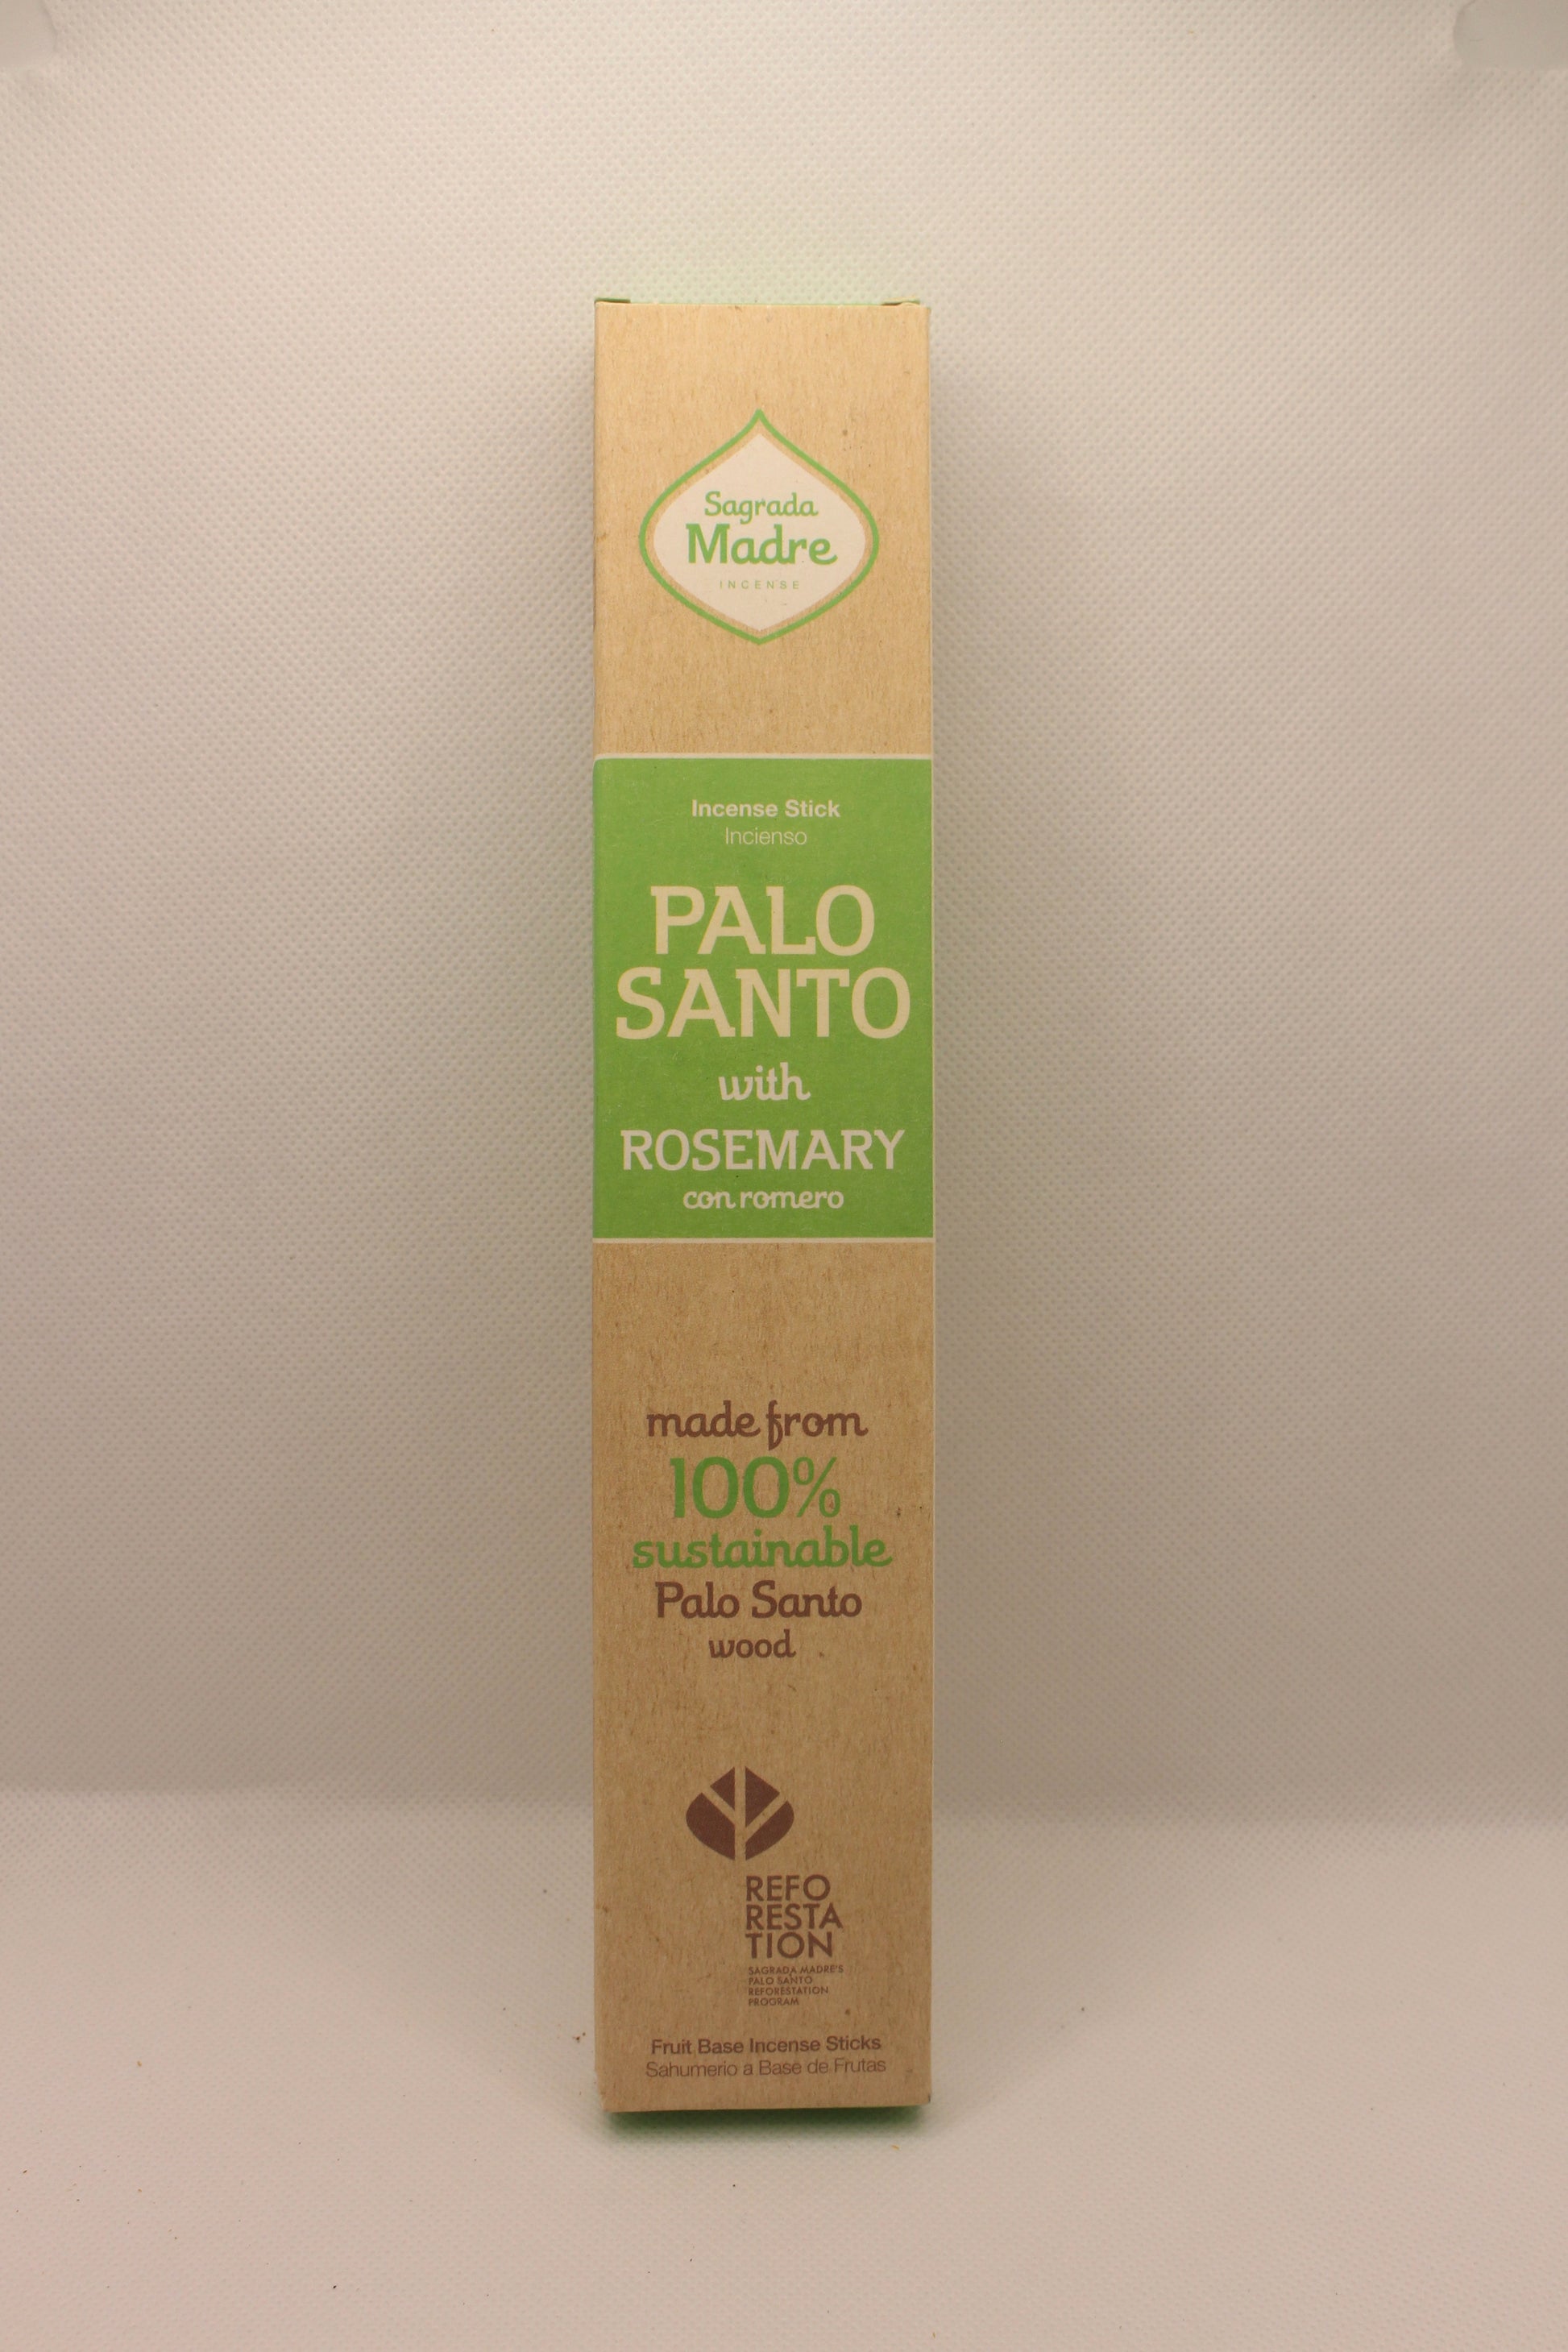 Sagrada
Madre
INCENSE
Incense Stick
Incienso
PALO
SANTO
with
ROSEMARY
con romero
made from
100%
sustainable
Palo Santo
wood
REFO
RESTA
TION
SAGRADA MADRE'S
PALO SANTO
REFORESTATION
PROGRAM
Fruit Base Incense Sticks
Sahumerio a Base de Frutas